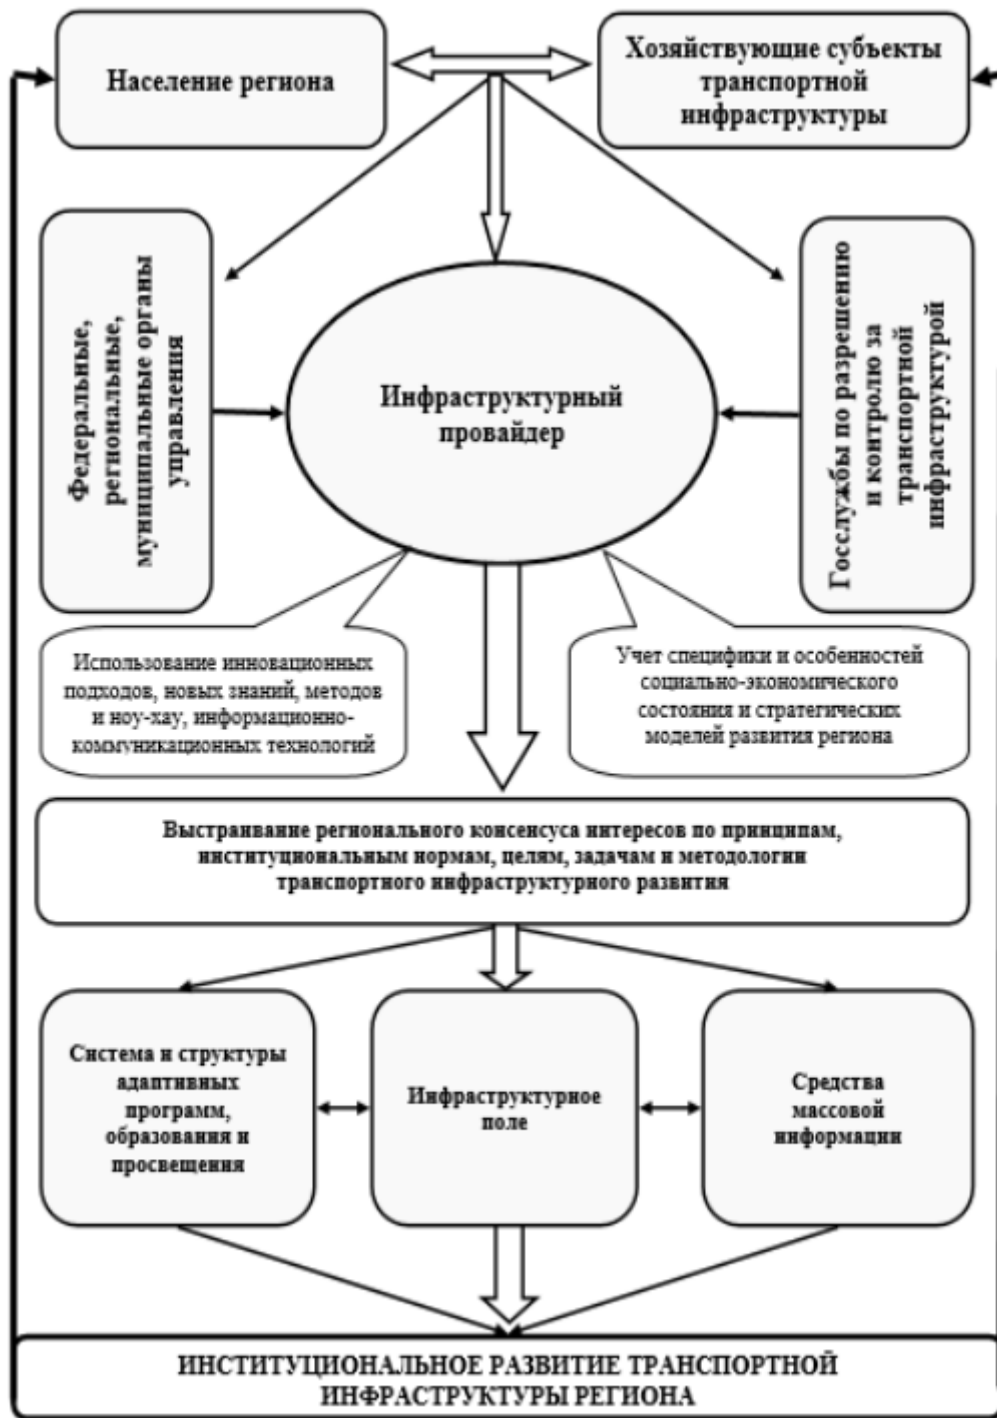 Население региона
Хозяйствующие субъекты
транспортной
инфраструктуры
Федеральные,
региональные,
муниципальные органы
управления
Инфраструктурный
провайдер
Госслужбы по разрешению
и контролю за
транспортной
инфраструктурой
Использование инновационных
подходов, новых знаний, методов
и ноу-хау, информационно-
коммуникационных технологий
Учет специфики и особенностей
социально-экономического
состояния и стратегических
моделей развития региона
Выстраивание регионального консенсуса интересов по принципам,
институциональным нормам, целям, задачам и методологии
транспортного инфраструктурного развития
Система и структуры
адаптивных
программ,
образования и
просвещения
Инфраструктурное
поле
Средства
массовой
информации
ИНСТИТУЦИОНАЛЬНОЕ РАЗВИТИЕ ТРАНСПОРТНОЙ
ИНФРАСТРУКТУРЫ РЕГИОНА